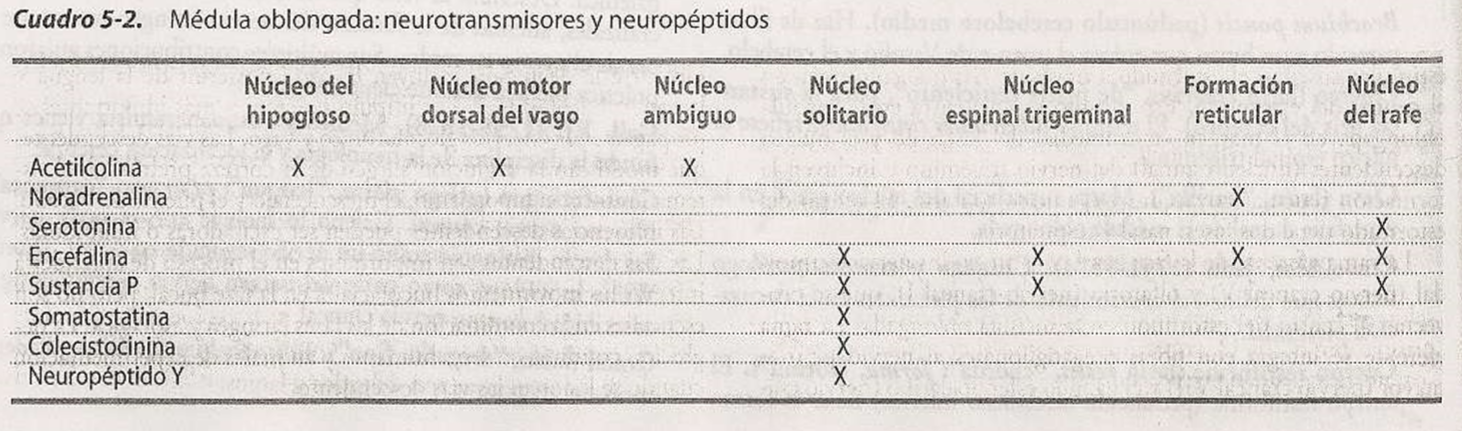 Cuadro 5-2. Médula oblongada: neurotransmisores y neuropéptidos
Núcleo del hipogloso Núcleo motor dorsal del vago Núcleo ambiguo Núcleo solitario Núcleo espinal trigeminal Formación reticular Núcleo del rafe
Acetilcolina X X X
Noradrenalina X
Serotonina X
Encefalina X X X X
Sustancia P X X X
Somatostatina X
Colecistocinina X
Neuropéptido Y X